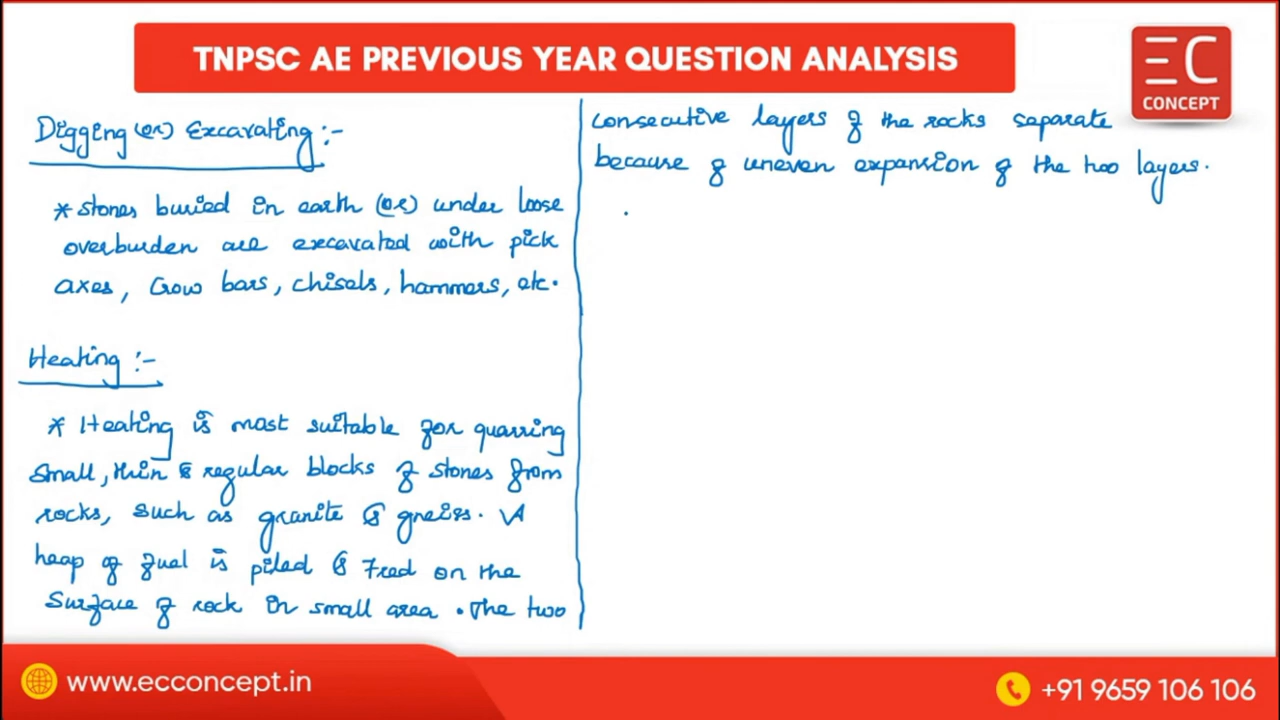 TNPSC AE PREVIOUS YEAR QUESTION ANALYSIS
EC
CONCEPT
Digging (or) Excavating :-
* Stones buried in earth (or) under loose
overburden are excavated with pick
axes, Crow bars, chisels, hammers, etc.
Heating :-
* Heating is most suitable for quarring
small, thin & regular blocks of stones from
rocks, such as granite & gneiss. A
heap of fuel is piled & Fred on the
Surface of rock in small area. The two
consecutive layers of the rocks separate
because of uneven expansion of the two layers.
www.ecconcept.in
+91 9659 106 106